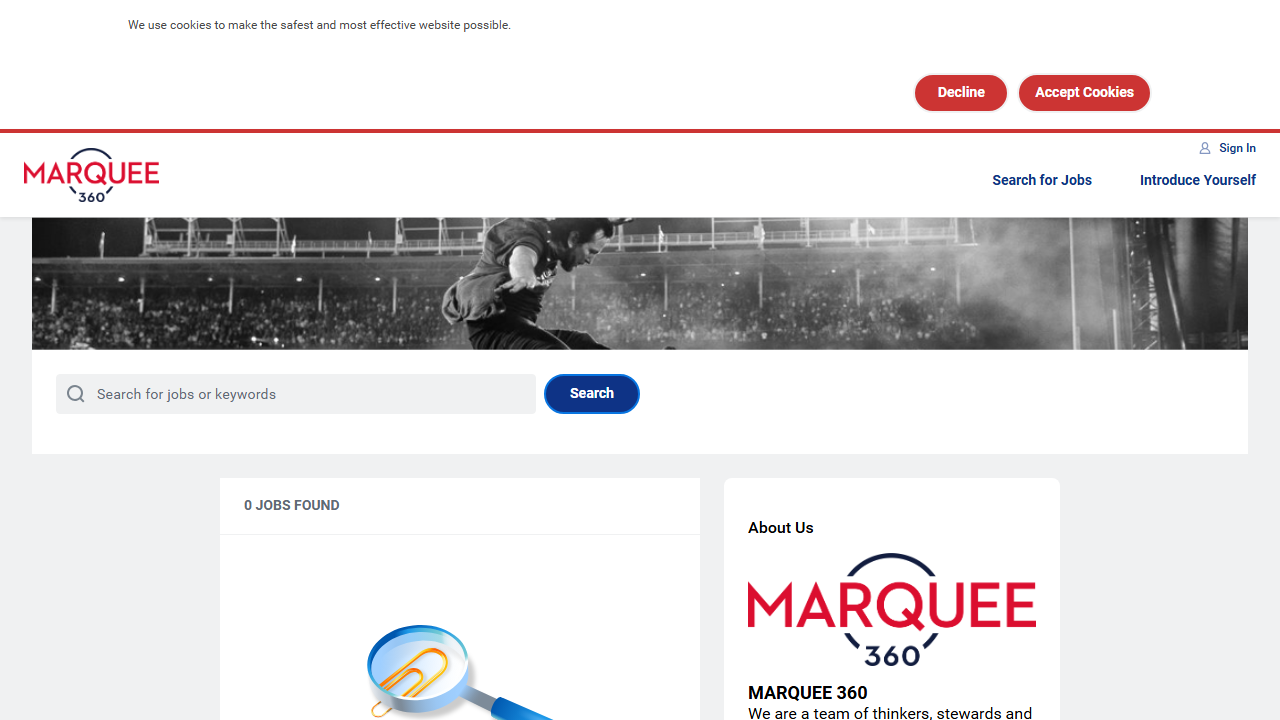 We use cookies to make the safest and most effective website possible.
Decline
Accept Cookies
MARQUEE
360
Sign In
Search for Jobs
Introduce Yourself
Search for jobs or keywords
Search
0 JOBS FOUND
About Us
MARQUEE
360
MARQUEE 360
We are a team of thinkers, stewards and